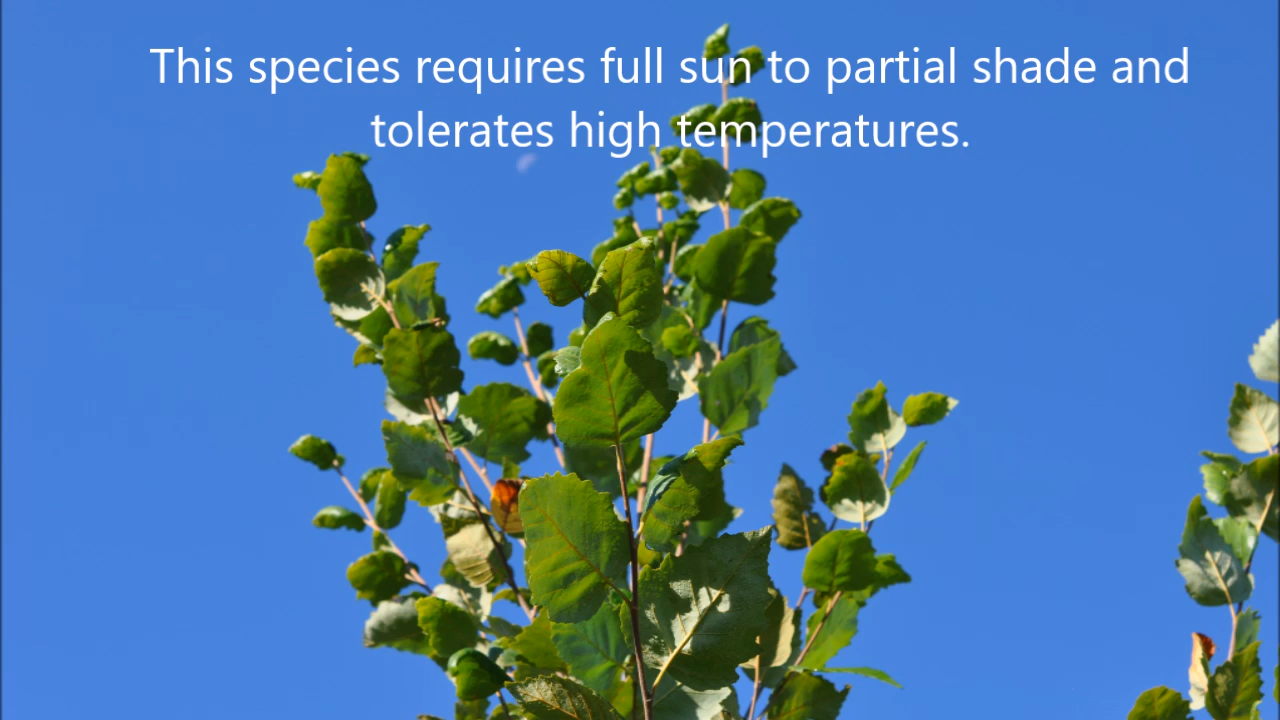 This species requires full sun to partial shade and
tolerates high temperatures.